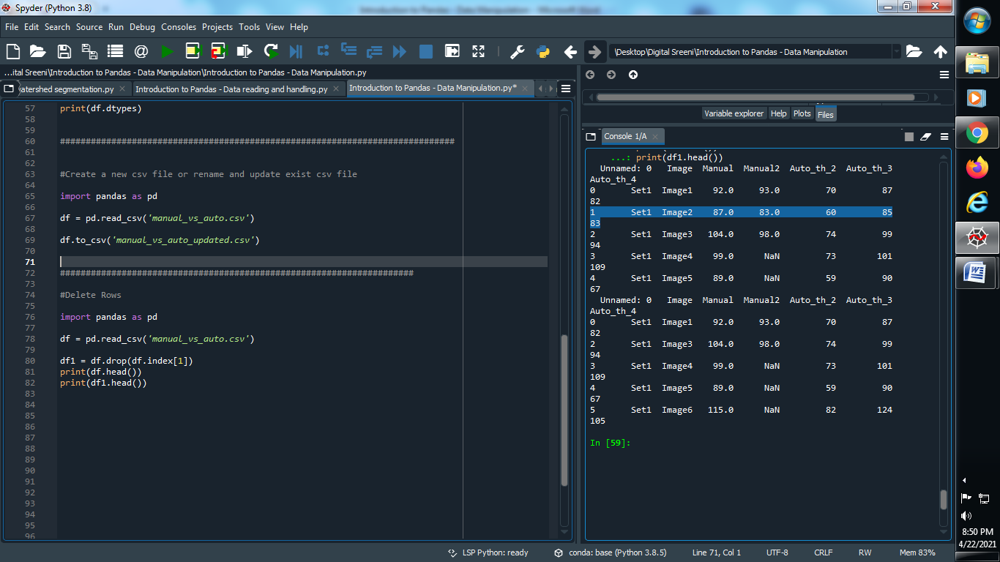 Spyder (Python 3.8)
Introduction to Pandas - Data Manipulation - Microsoft Word
File Edit Search Source Run Debug Consoles Projects Tools View Help
\Desktop\Digital Sreeni\Introduction to Pandas - Data Manipulation
...ital Sreeni\Introduction to Pandas - Data Manipulation\Introduction to Pandas - Data Manipulation.py
atershed segmentation.py Introduction to Pandas - Data reading and handling.py Introduction to Pandas - Data Manipulation.py*
57 print(df.dtypes)
58
59
60 #############################################################################
61
62
63 #Create a new csv file or rename and update exist csv file
64
65 import pandas as pd
66
67 df = pd.read_csv('manual_vs_auto.csv')
68
69 df.to_csv('manual_vs_auto_updated.csv')
70
71
72 #####################################################################
73
74 #Delete Rows
75
76 import pandas as pd
77
78 df = pd.read_csv('manual_vs_auto.csv')
79
80 df1 = df.drop(df.index[1])
81 print(df.head())
82 print(df1.head())
83
84
85
86
87
88
89
90
91
92
93
94
95
96
Variable explorer Help Plots Files
Console 1/A
...: print(df1.head())
Unnamed: 0 Image Manual Manual2 Auto_th_2 Auto_th_3
Auto_th_4
0 Set1 Image1 92.0 93.0 70 87
82
1 Set1 Image2 87.0 83.0 60 85
83
2 Set1 Image3 104.0 98.0 74 99
94
3 Set1 Image4 99.0 NaN 73 101
109
4 Set1 Image5 89.0 NaN 59 90
67
Unnamed: 0 Image Manual Manual2 Auto_th_2 Auto_th_3
Auto_th_4
0 Set1 Image1 92.0 93.0 70 87
82
2 Set1 Image3 104.0 98.0 74 99
94
3 Set1 Image4 99.0 NaN 73 101
109
4 Set1 Image5 89.0 NaN 59 90
67
5 Set1 Image6 115.0 NaN 82 124
105
In [59]:
LSP Python: ready conda: base (Python 3.8.5) Line 71, Col 1 UTF-8 CRLF RW Mem 83%
8:50 PM
4/22/2021